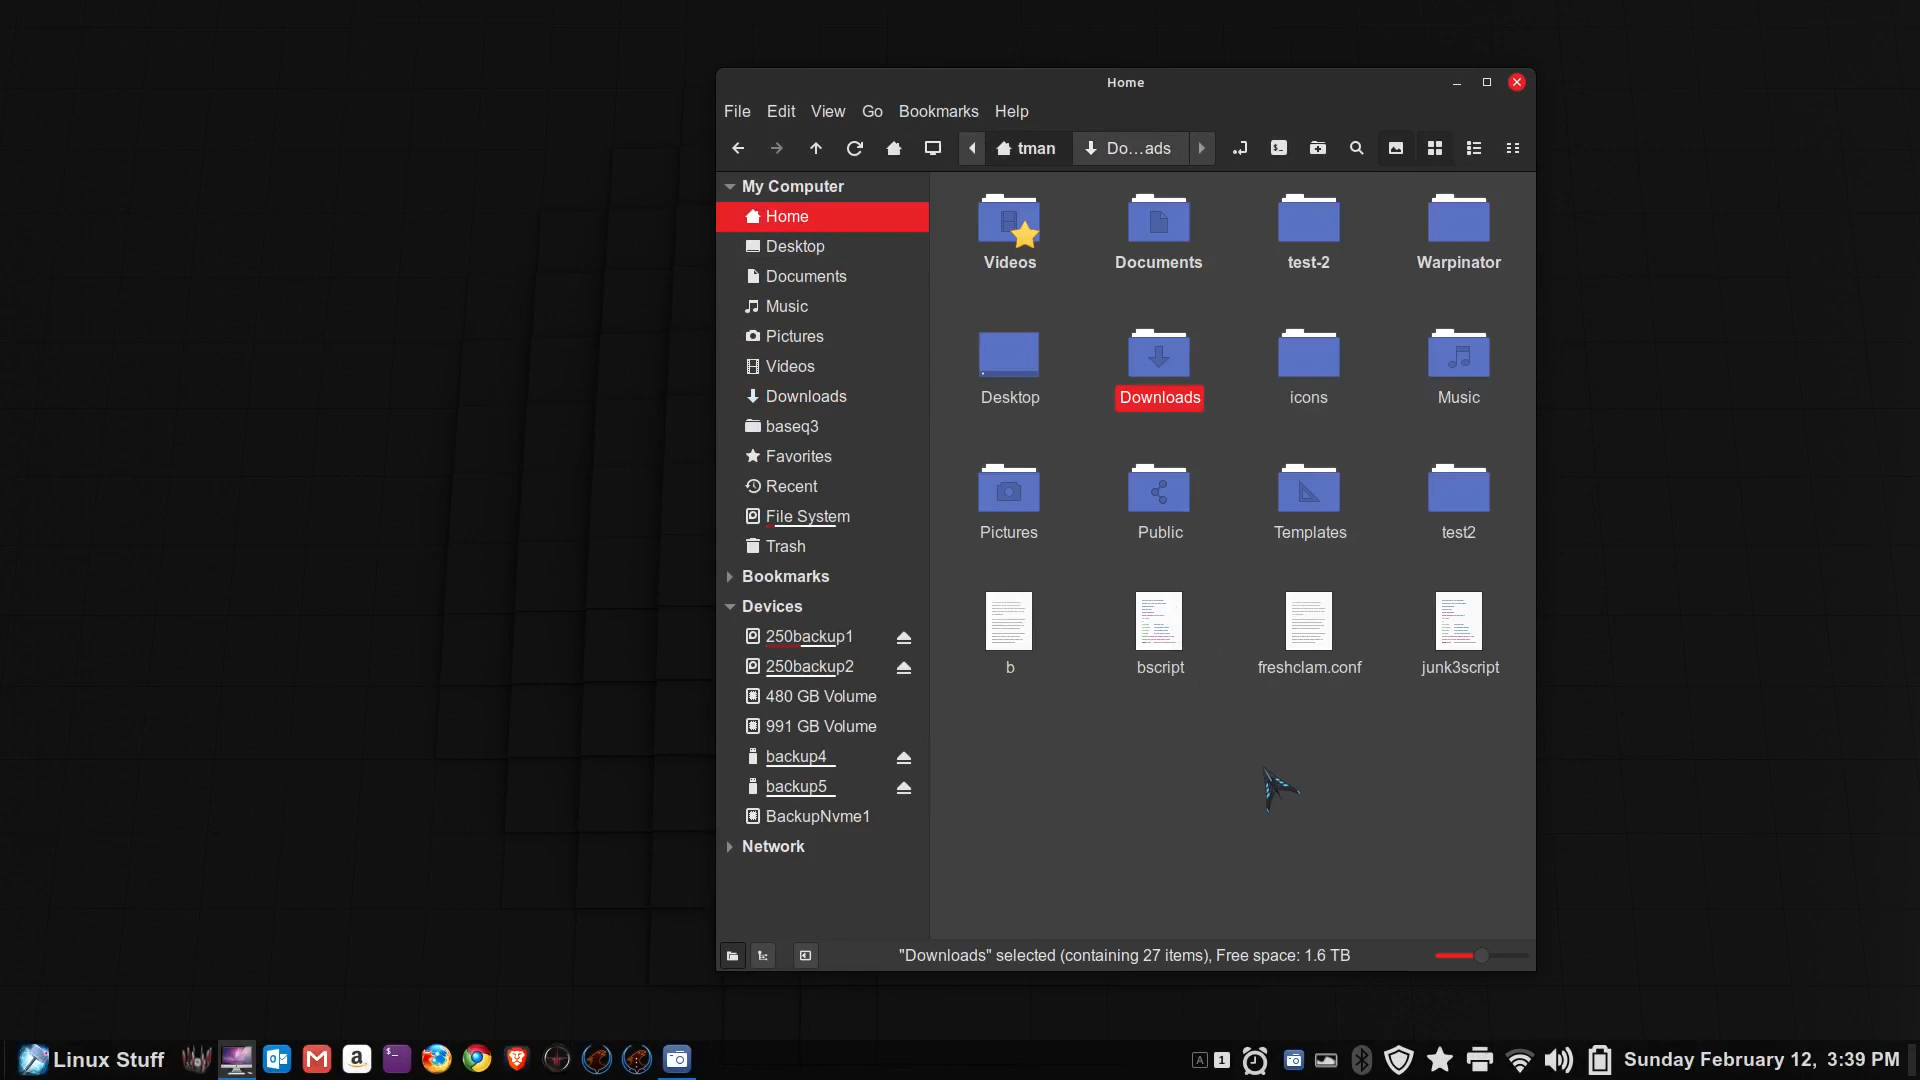 Home
File Edit View Go Bookmarks Help
tman Do...ads
My Computer
Home
Desktop
Documents
Music
Pictures
Videos
Downloads
baseq3
Favorites
Recent
File System
Trash
Bookmarks
Devices
250backup1
250backup2
480 GB Volume
991 GB Volume
backup4
backup5
BackupNvme1
Network
Videos Documents test-2 Warpinator
Desktop Downloads icons Music
Pictures Public Templates test2
b bscript freshclam.conf junk3script
"Downloads" selected (containing 27 items), Free space: 1.6 TB
Linux Stuff A 1 Sunday February 12, 3:39 PM